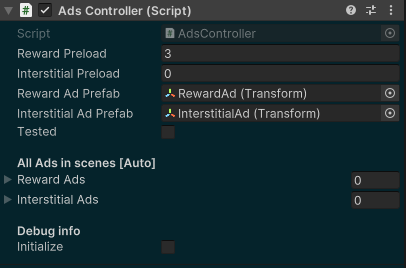 # Ads Controller (Script)
Script # AdsController
Reward Preload 3
Interstitial Preload 0
Reward Ad Prefab RewardAd (Transform)
Interstitial Ad Prefab InterstitialAd (Transform)
Tested
All Ads in scenes [Auto]
Reward Ads 0
Interstitial Ads 0
Debug info
Initialize